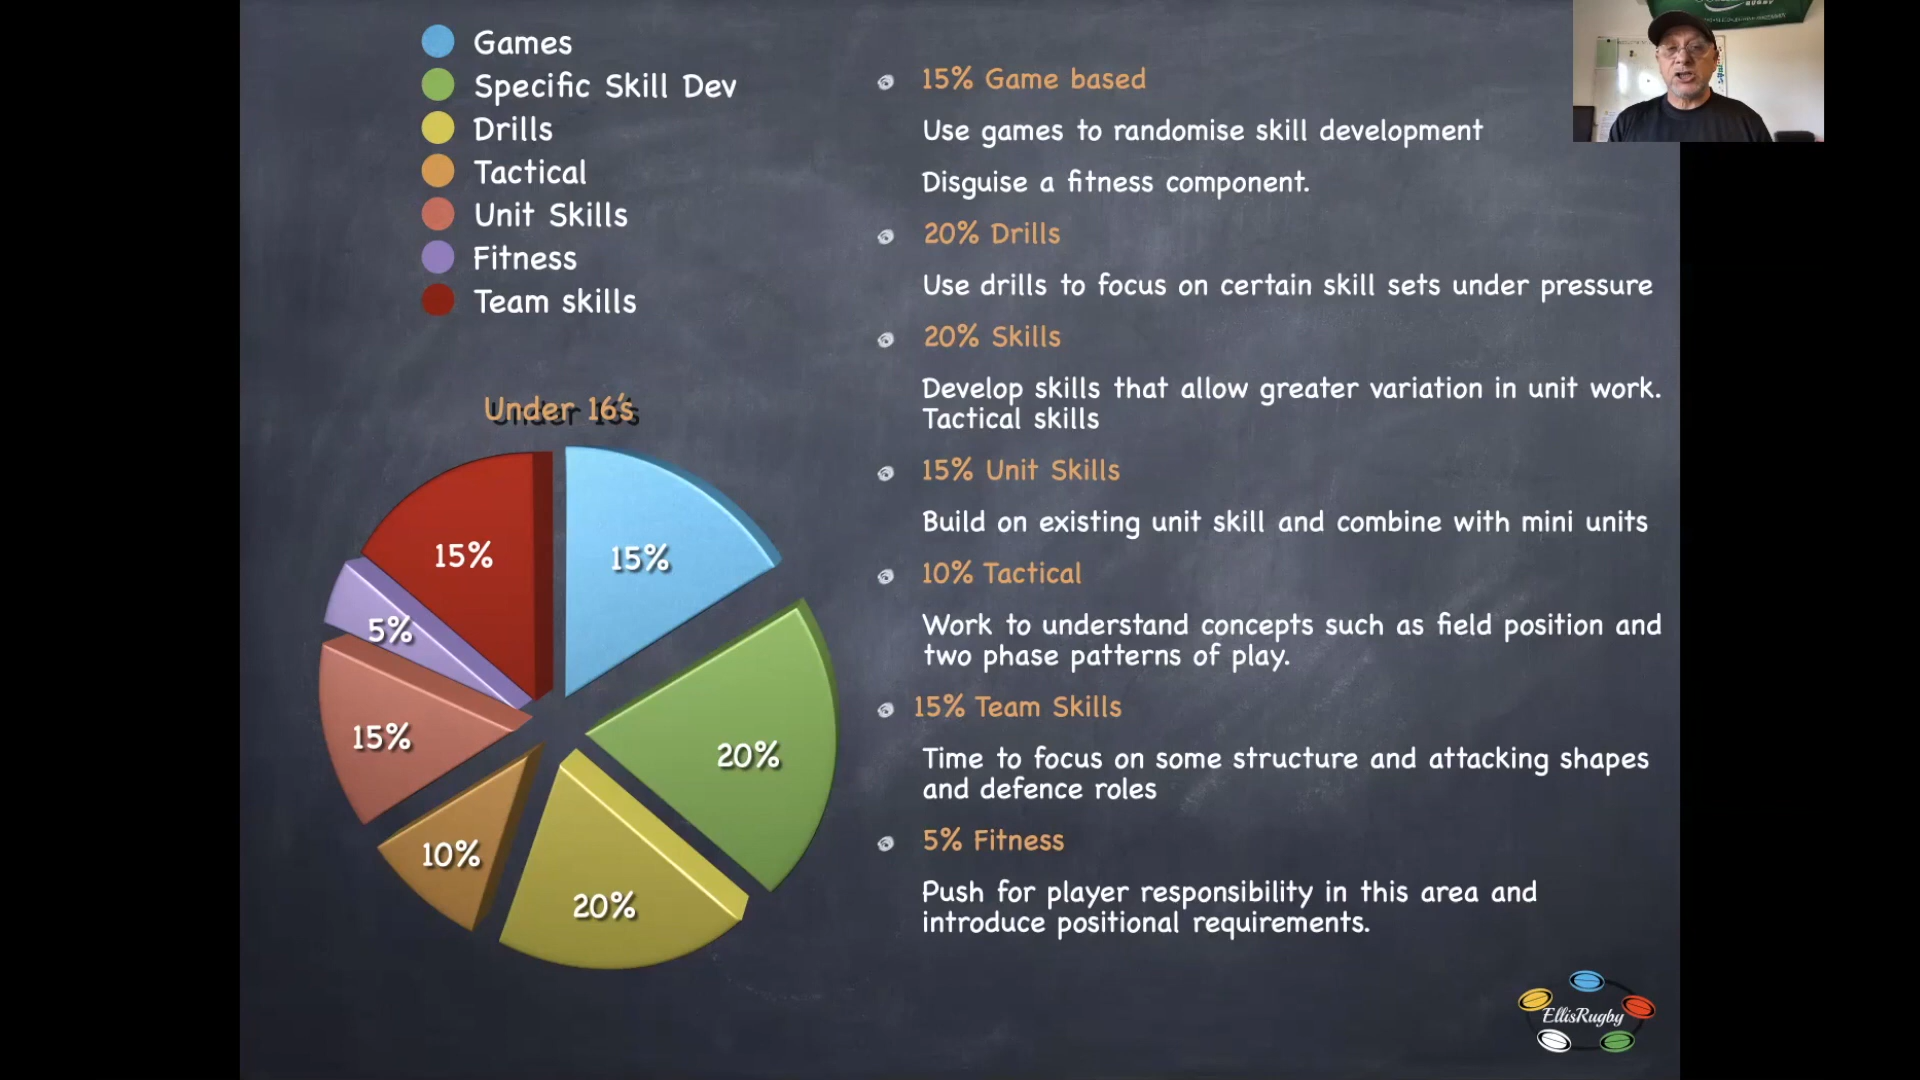 Games
Specific Skill Dev
Drills
Tactical
Unit Skills
Fitness
Team skills
Under 16's
15%
15%
5%
20%
15%
10%
20%
15% Game based
Use games to randomise skill development
Disguise a fitness component.
20% Drills
Use drills to focus on certain skill sets under pressure
20% Skills
Develop skills that allow greater variation in unit work.
Tactical skills
15% Unit Skills
Build on existing unit skill and combine with mini units
10% Tactical
Work to understand concepts such as field position and
two phase patterns of play.
15% Team Skills
Time to focus on some structure and attacking shapes
and defence roles
5% Fitness
Push for player responsibility in this area and
introduce positional requirements.
RUGBY
EllisRugby